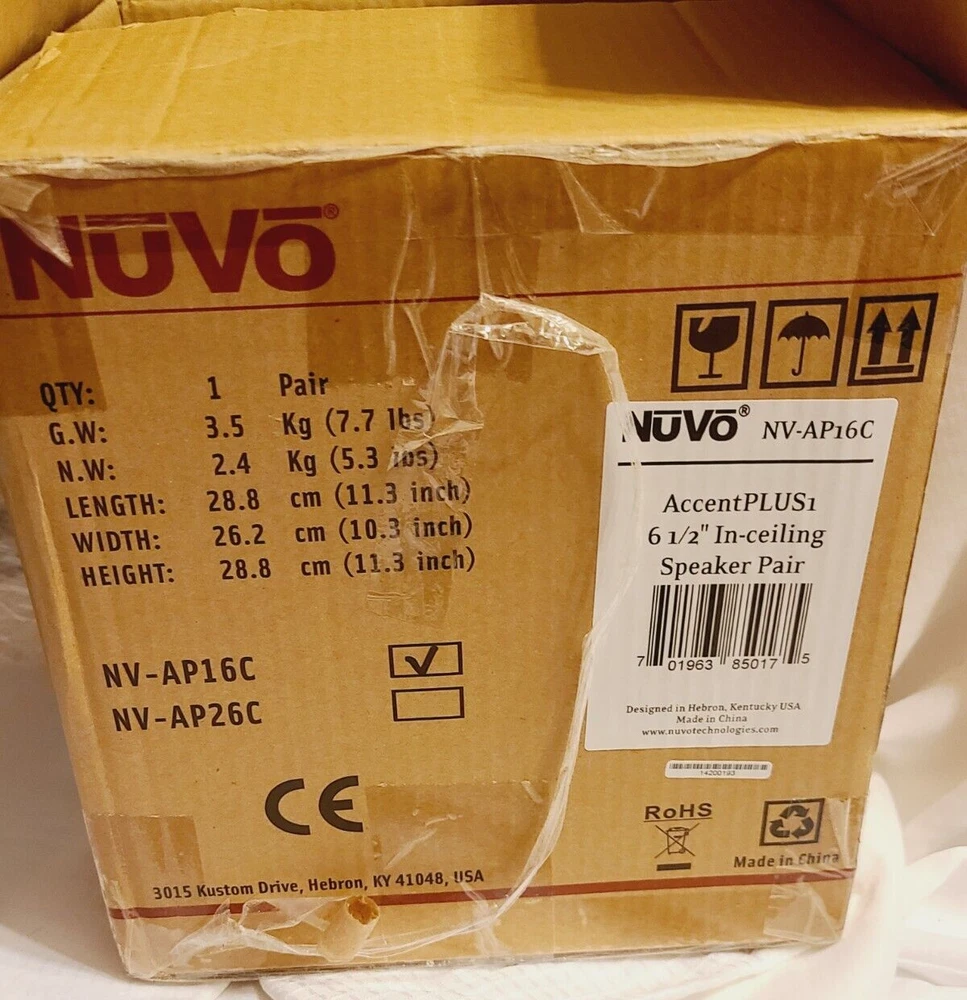 NūVō®
QTY: 1 Pair
G.W: 3.5 Kg (7.7 lbs)
N.W: 2.4 Kg (5.3 lbs)
LENGTH: 28.8 cm (11.3 inch)
WIDTH: 26.2 cm (10.3 inch)
HEIGHT: 28.8 cm (11.3 inch)
NV-AP16C
NV-AP26C
CE
3015 Kustom Drive, Hebron, KY 41048, USA
NūVō® NV-AP16C
AccentPLUS1
6 1/2" In-ceiling
Speaker Pair
7 01963 85017 5
Designed in Hebron, Kentucky USA
Made in China
www.nuvotechnologies.com
14200193
RoHS
Made in China